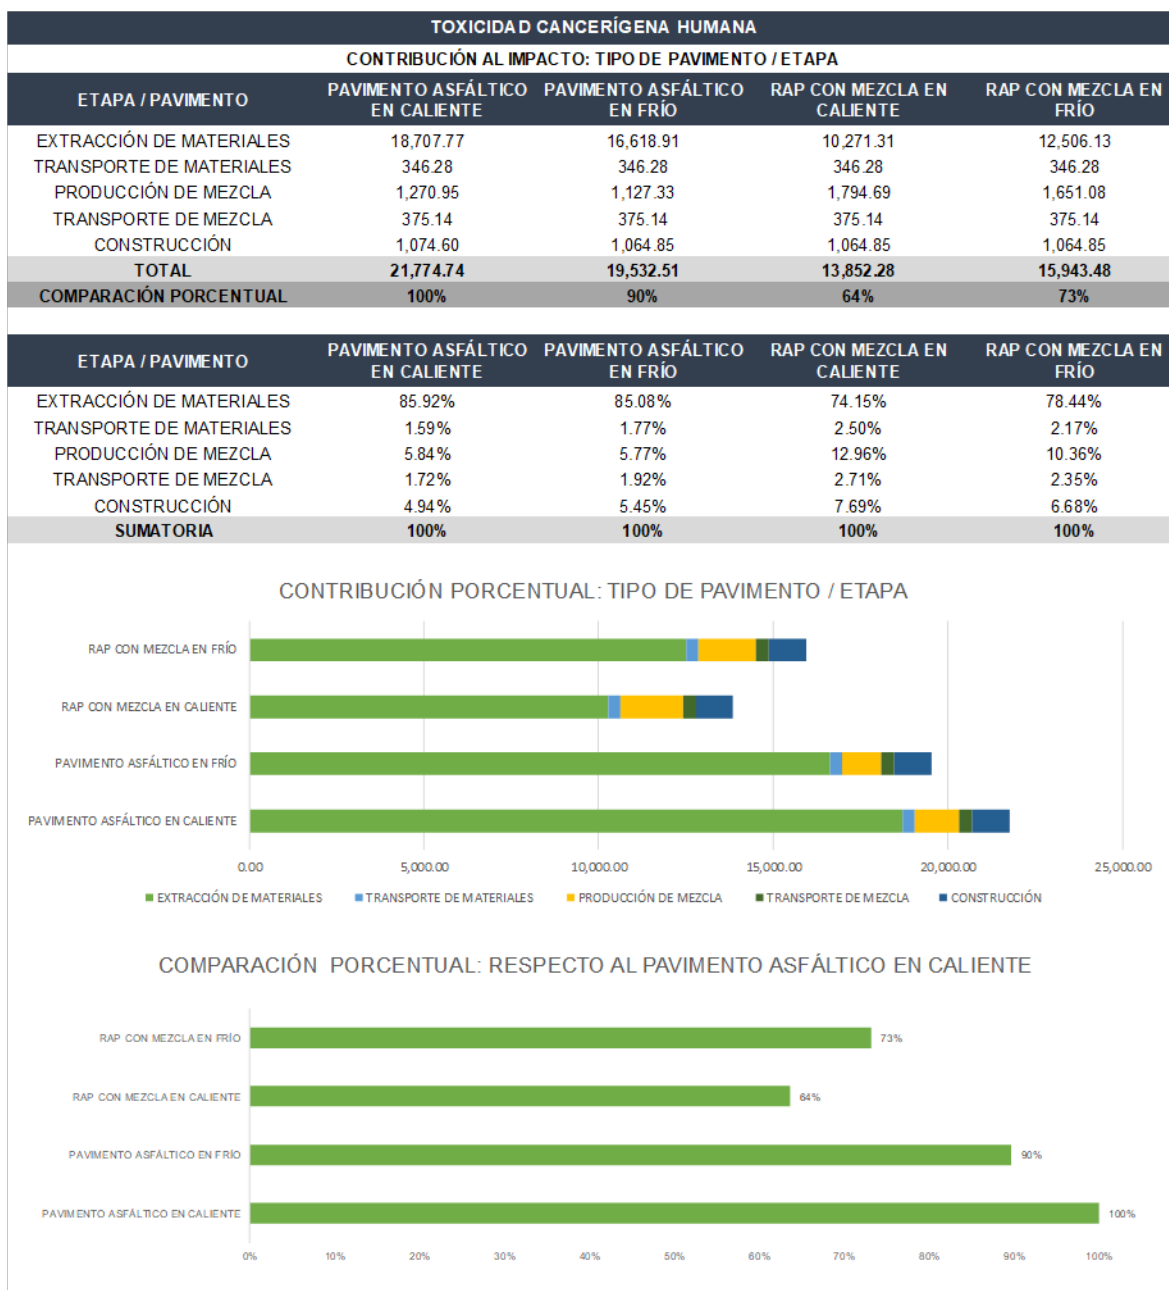 TOXICIDAD CANCERÍGENA HUMANA
CONTRIBUCIÓN AL IMPACTO: TIPO DE PAVIMENTO / ETAPA
ETAPA / PAVIMENTO PAVIMENTO ASFÁLTICO EN CALIENTE PAVIMENTO ASFÁLTICO EN FRÍO RAP CON MEZCLA EN CALIENTE RAP CON MEZCLA EN FRÍO
EXTRACCIÓN DE MATERIALES 18,707.77 16,618.91 10,271.31 12,506.13
TRANSPORTE DE MATERIALES 346.28 346.28 346.28 346.28
PRODUCCIÓN DE MEZCLA 1,270.95 1,127.33 1,794.69 1,651.08
TRANSPORTE DE MEZCLA 375.14 375.14 375.14 375.14
CONSTRUCCIÓN 1,074.60 1,064.85 1,064.85 1,064.85
TOTAL 21,774.74 19,532.51 13,852.28 15,943.48
COMPARACIÓN PORCENTUAL 100% 90% 64% 73%
ETAPA / PAVIMENTO PAVIMENTO ASFÁLTICO EN CALIENTE PAVIMENTO ASFÁLTICO EN FRÍO RAP CON MEZCLA EN CALIENTE RAP CON MEZCLA EN FRÍO
EXTRACCIÓN DE MATERIALES 85.92% 85.08% 74.15% 78.44%
TRANSPORTE DE MATERIALES 1.59% 1.77% 2.50% 2.17%
PRODUCCIÓN DE MEZCLA 5.84% 5.77% 12.96% 10.36%
TRANSPORTE DE MEZCLA 1.72% 1.92% 2.71% 2.35%
CONSTRUCCIÓN 4.94% 5.45% 7.69% 6.68%
SUMATORIA 100% 100% 100% 100%
CONTRIBUCIÓN PORCENTUAL: TIPO DE PAVIMENTO / ETAPA
RAP CON MEZCLA EN FRÍO
RAP CON MEZCLA EN CALIENTE
PAVIMENTO ASFÁLTICO EN FRÍO
PAVIMENTO ASFÁLTICO EN CALIENTE
0.00 5,000.00 10,000.00 15,000.00 20,000.00 25,000.00
EXTRACCIÓN DE MATERIALES TRANSPORTE DE MATERIALES PRODUCCIÓN DE MEZCLA TRANSPORTE DE MEZCLA CONSTRUCCIÓN
COMPARACIÓN PORCENTUAL: RESPECTO AL PAVIMENTO ASFÁLTICO EN CALIENTE
RAP CON MEZCLA EN FRÍO 73%
RAP CON MEZCLA EN CALIENTE 64%
PAVIMENTO ASFÁLTICO EN FRÍO 90%
PAVIMENTO ASFÁLTICO EN CALIENTE 100%
0% 10% 20% 30% 40% 50% 60% 70% 80% 90% 100%